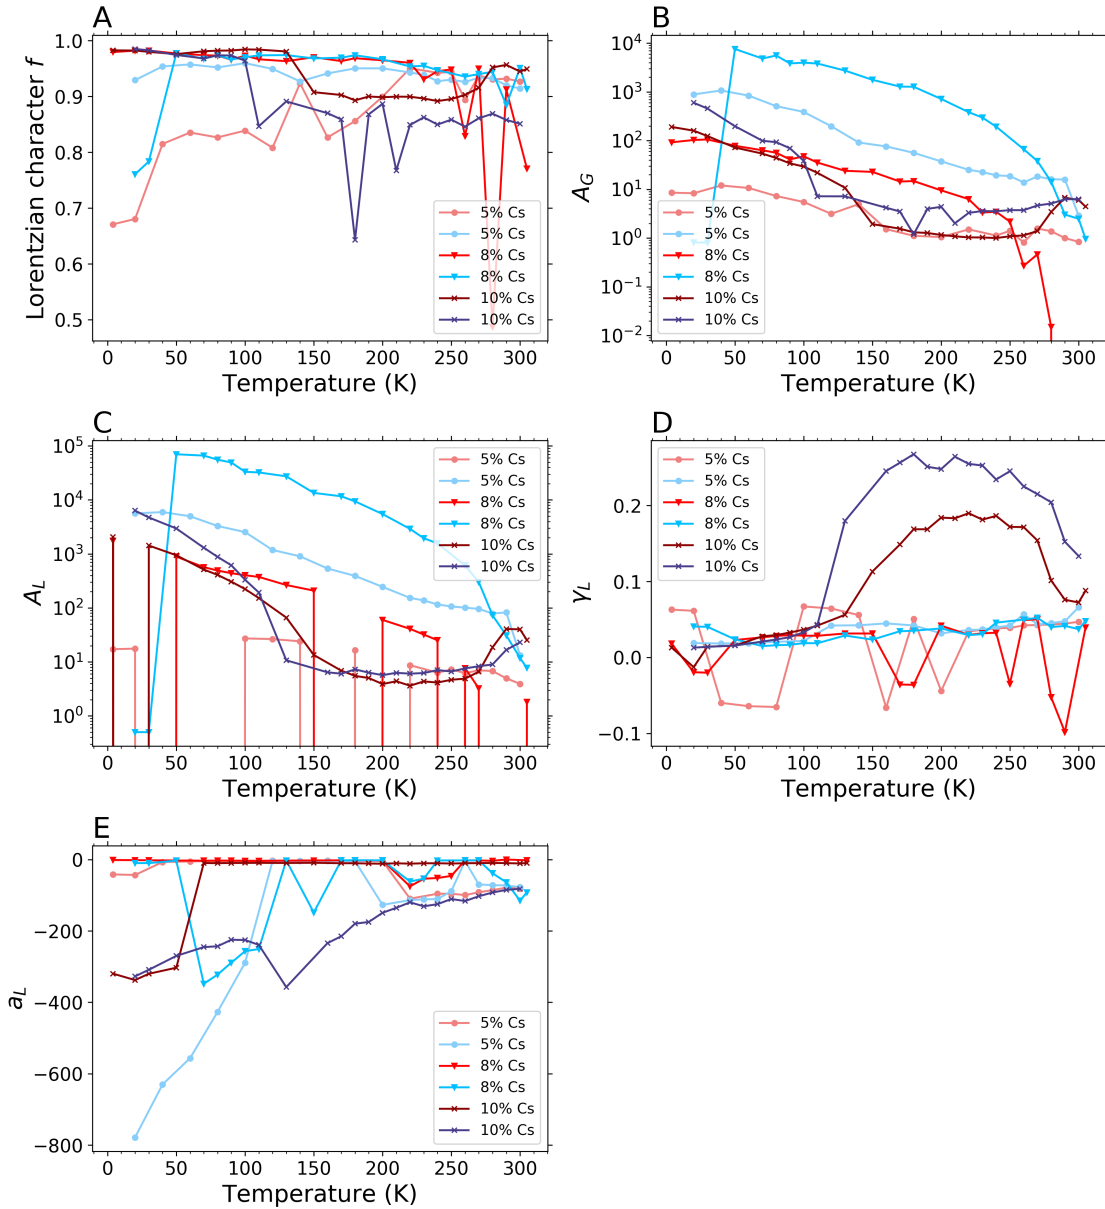 A
Lorentzian character f
1.0
0.9
0.8
0.7
0.6
0.5
5% Cs
5% Cs
8% Cs
8% Cs
10% Cs
10% Cs
0 50 100 150 200 250 300
Temperature (K)
B
A_G
10^4
10^3
10^2
10^1
10^0
10^-1
10^-2
5% Cs
5% Cs
8% Cs
8% Cs
10% Cs
10% Cs
0 50 100 150 200 250 300
Temperature (K)
C
A_L
10^5
10^4
10^3
10^2
10^1
10^0
5% Cs
5% Cs
8% Cs
8% Cs
10% Cs
10% Cs
0 50 100 150 200 250 300
Temperature (K)
D
γ_L
0.2
0.1
0.0
−0.1
5% Cs
5% Cs
8% Cs
8% Cs
10% Cs
10% Cs
0 50 100 150 200 250 300
Temperature (K)
E
a_L
0
−200
−400
−600
−800
5% Cs
5% Cs
8% Cs
8% Cs
10% Cs
10% Cs
0 50 100 150 200 250 300
Temperature (K)